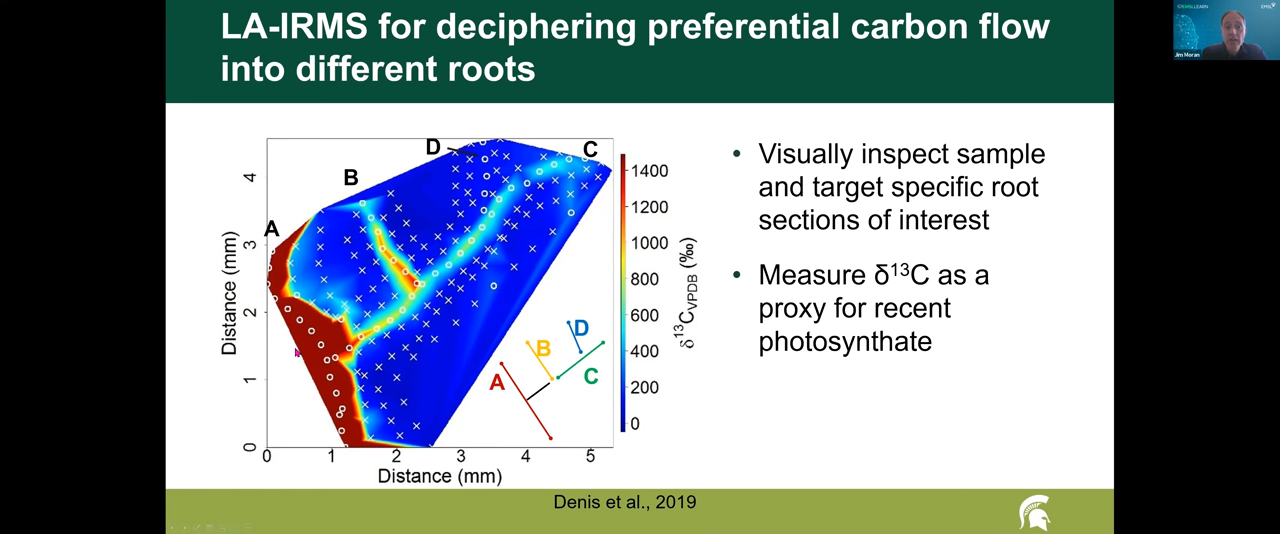 LA-IRMS for deciphering preferential carbon flow
into different roots
Jim Moran
A
B
C
D
4
3
2
1
0
Distance (mm)
0 1 2 3 4 5
Distance (mm)
1400
1200
1000
800
600
400
200
0
δ13CVPDB (‰)
A
B
C
D
• Visually inspect sample
and target specific root
sections of interest
• Measure δ13C as a
proxy for recent
photosynthate
Denis et al., 2019